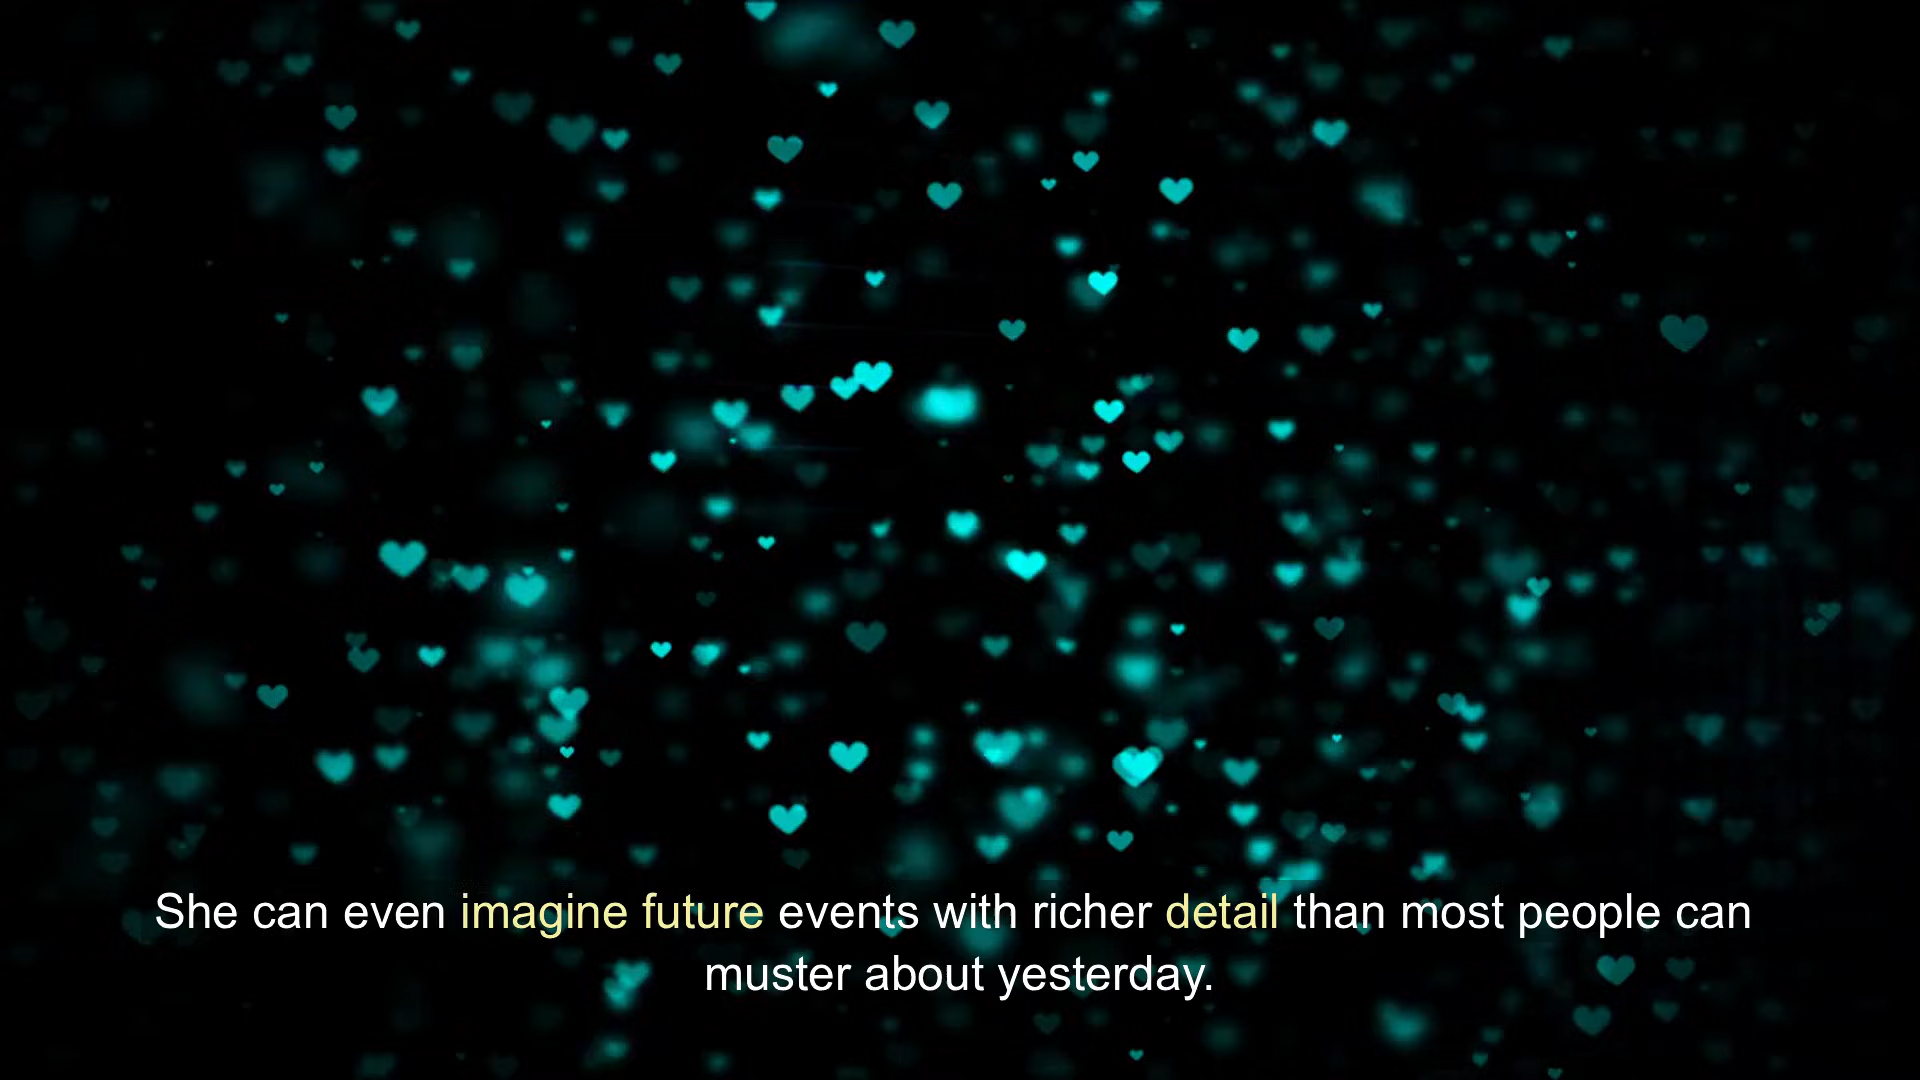 She can even imagine future events with richer detail than most people can
muster about yesterday.